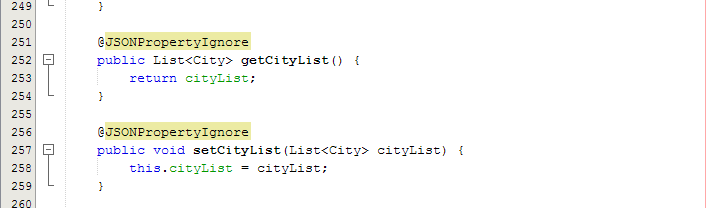 249 }
250
251 @JSONPropertyIgnore
252 public List<City> getCityList() {
253 return cityList;
254 }
255
256 @JSONPropertyIgnore
257 public void setCityList(List<City> cityList) {
258 this.cityList = cityList;
259 }
260